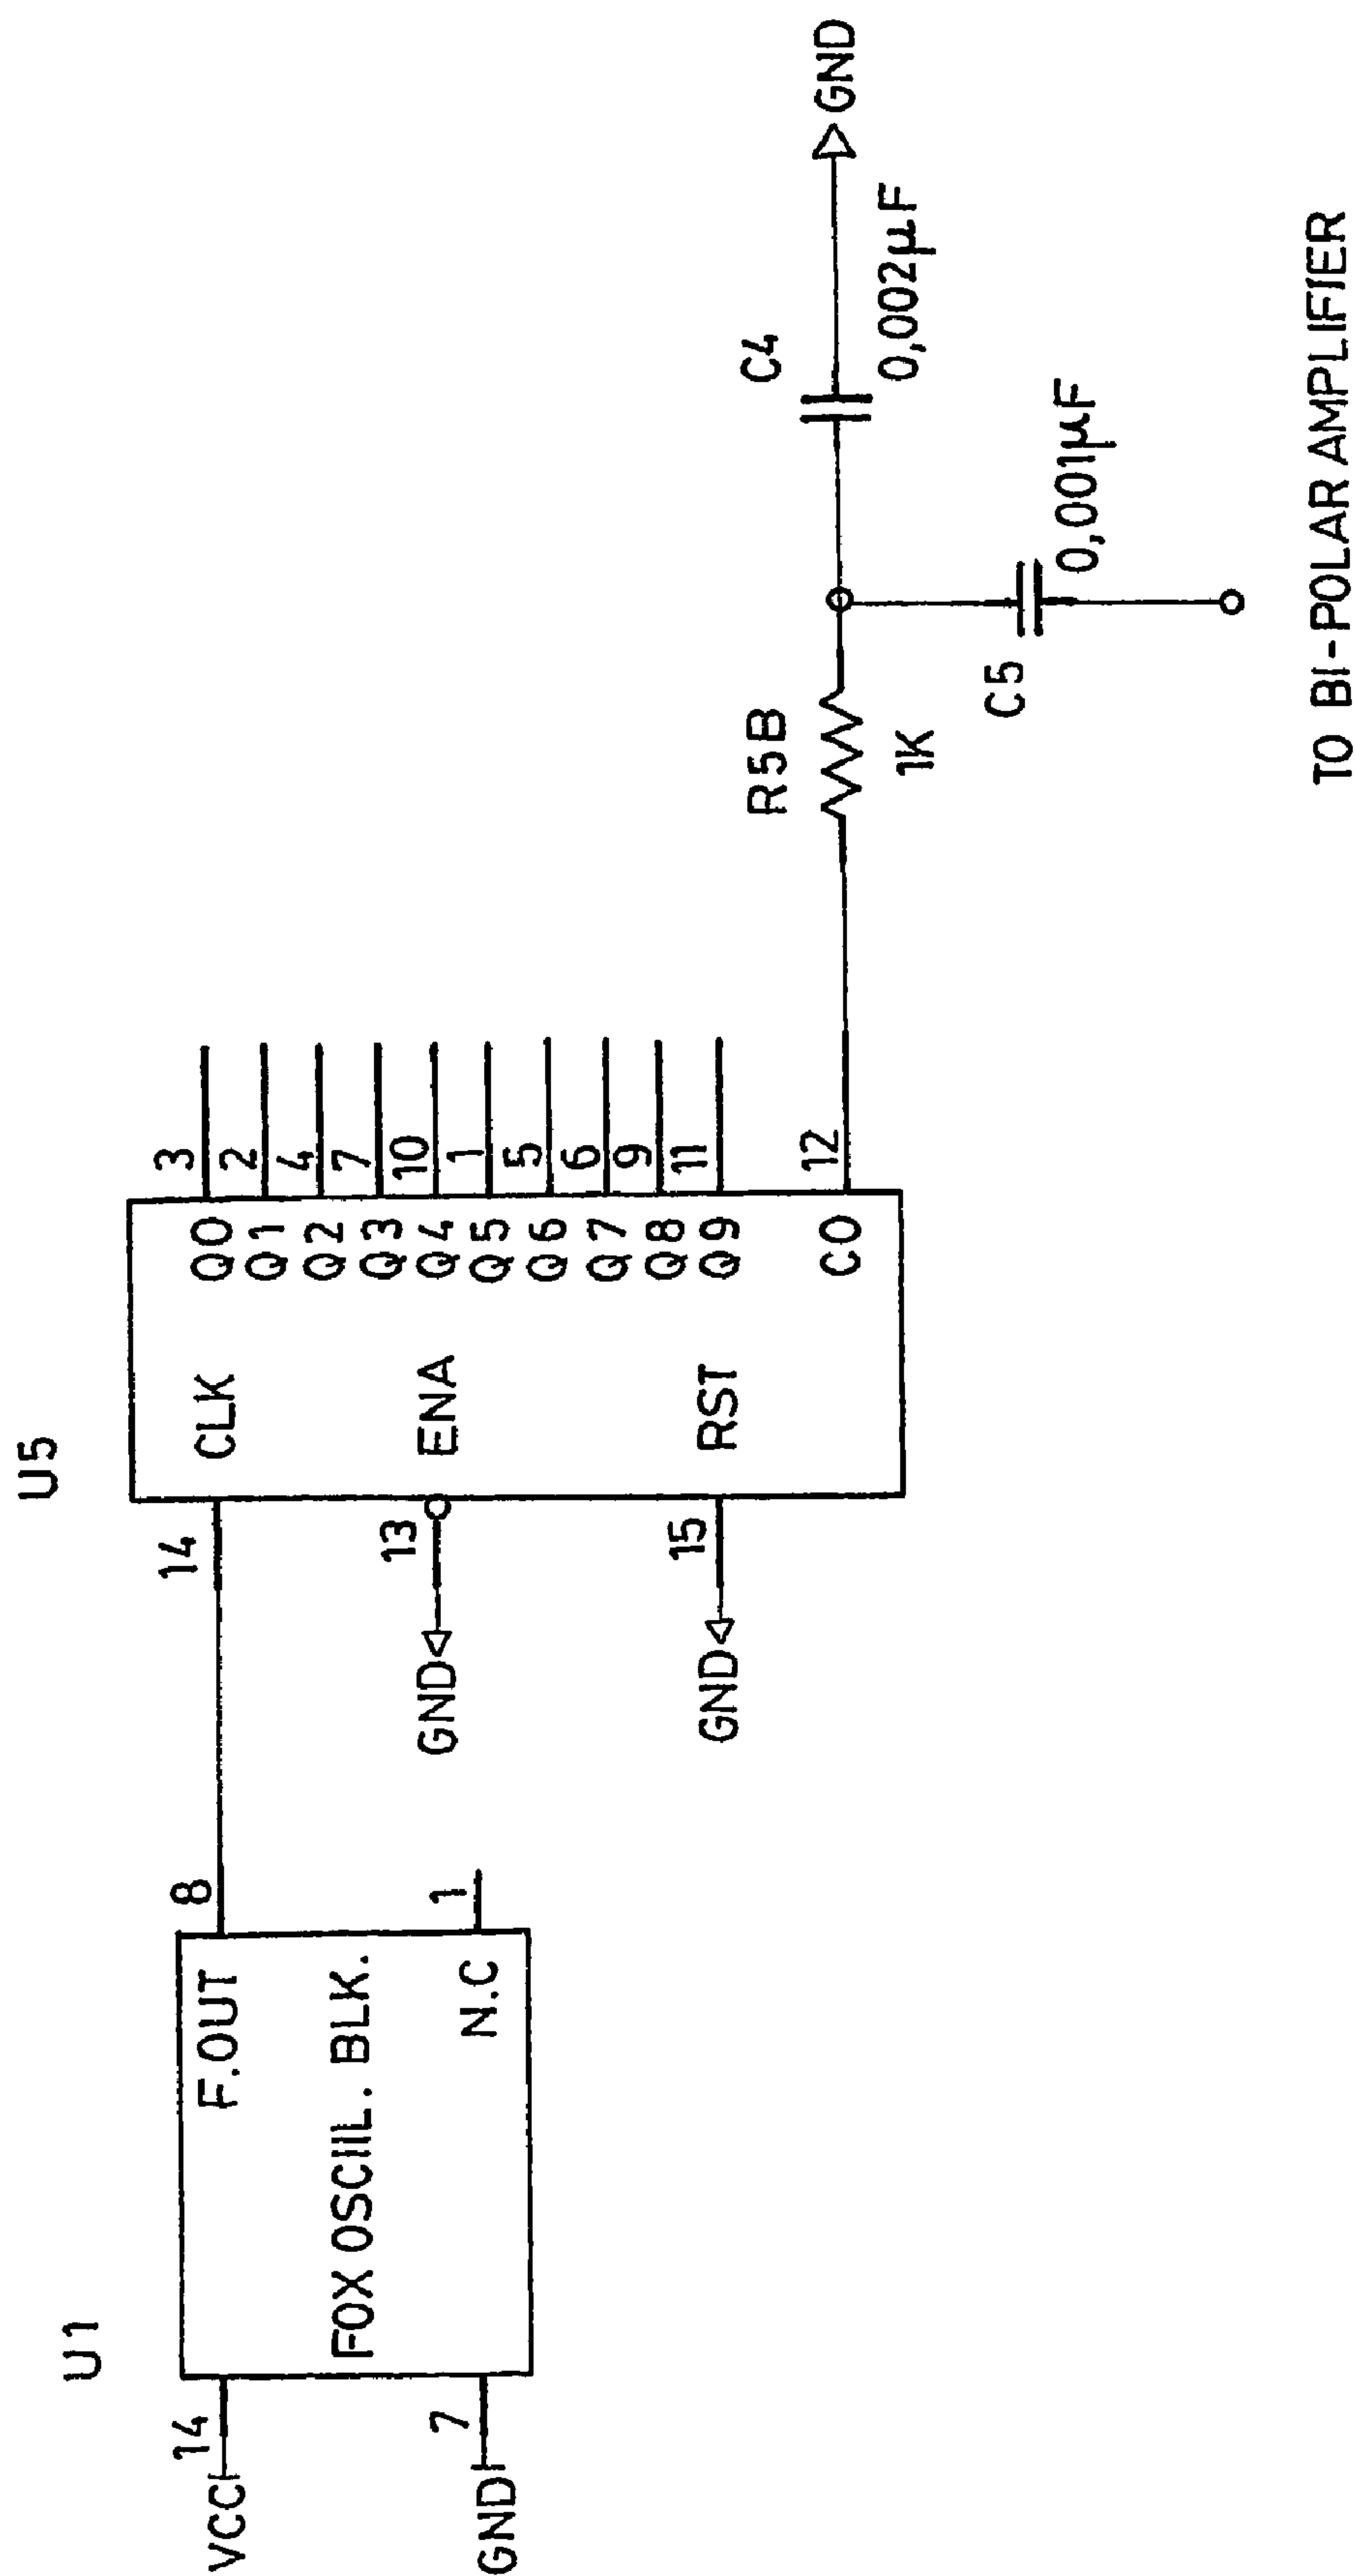 U1
VCC
14
GND
7
F.OUT
FOX OSCIIL. BLK.
N.C
8
1
U5
14
13
GND
15
GND
CLK
ENA
RST
Q0
Q1
Q2
Q3
Q4
Q5
Q6
Q7
Q8
Q9
CO
3
2
4
7
10
1
5
6
9
11
12
R5B
1K
C4
0,002µF
GND
C5
0,001µF
TO BI-POLAR AMPLIFIER